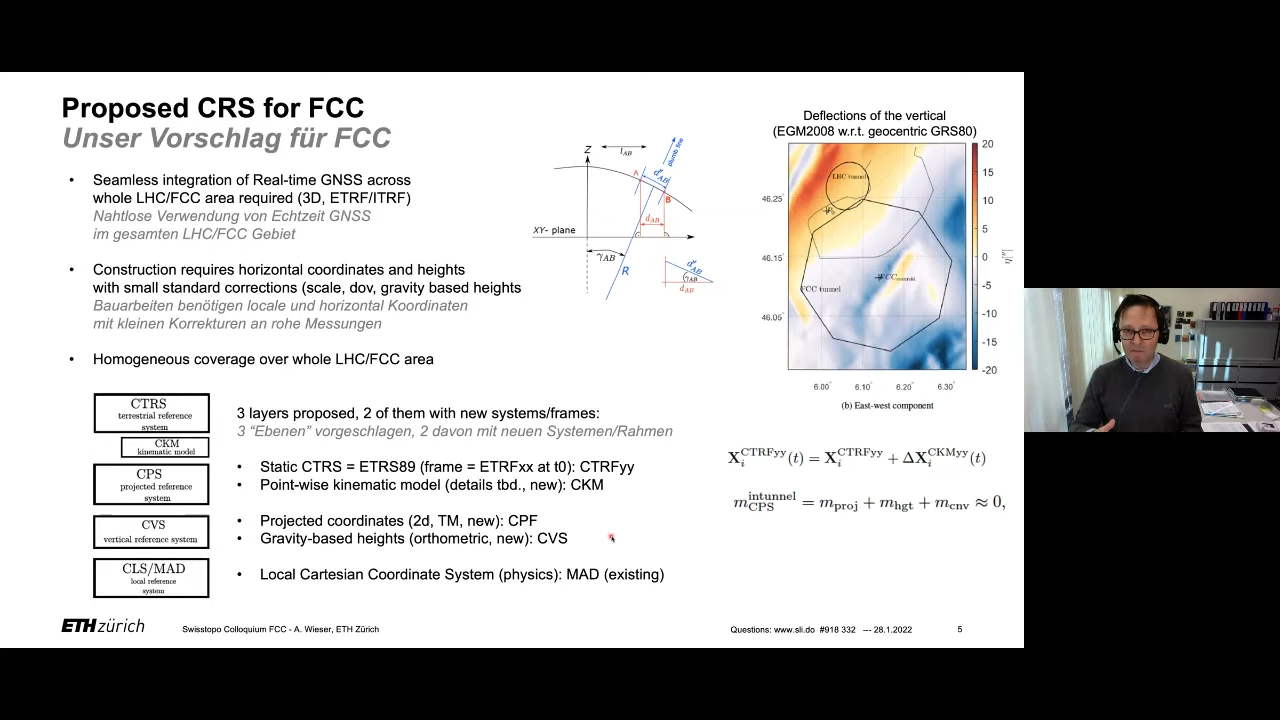 Proposed CRS for FCC
Unser Vorschlag für FCC
• Seamless integration of Real-time GNSS across
whole LHC/FCC area required (3D, ETRF/ITRF)
Nahtlose Verwendung von Echtzeit GNSS
im gesamten LHC/FCC Gebiet
• Construction requires horizontal coordinates and heights
with small standard corrections (scale, dov, gravity based heights
Bauarbeiten benötigen locale und horizontal Koordinaten
mit kleinen Korrekturen an rohe Messungen
• Homogeneous coverage over whole LHC/FCC area
Z
l_AB
plumb line
A
d''_AB
B
d_AB
XY- plane
γ_AB
R
d''_AB
γ_AB
d_AB
Deflections of the vertical
(EGM2008 w.r.t. geocentric GRS80)
LHC tunnel
FCC tunnel
46.25°
46.15°
46.05°
6.00° 6.10° 6.20° 6.30°
20
15
10
5
0
-5
-10
-15
-20
(b) East-west component
CTRS
terrestrial reference
system
CKM
kinematic model
CPS
projected reference
system
CVS
vertical reference system
CLS/MAD
local reference
system
3 layers proposed, 2 of them with new systems/frames:
3 “Ebenen” vorgeschlagen, 2 davon mit neuen Systemen/Rahmen
• Static CTRS = ETRS89 (frame = ETRFxx at t0): CTRFyy
• Point-wise kinematic model (details tbd., new): CKM
• Projected coordinates (2d, TM, new): CPF
• Gravity-based heights (orthometric, new): CVS
• Local Cartesian Coordinate System (physics): MAD (existing)
X_i^CTRFyy(t) = X_i^CTRFyy + ΔX_i^CKMyy(t)
m_CPS^intunnel = m_proj + m_hgt + m_cnv ≈ 0,
ETH zürich
Swisstopo Colloquium FCC - A. Wieser, ETH Zürich
Questions: www.sli.do #918 332 --- 28.1.2022
5